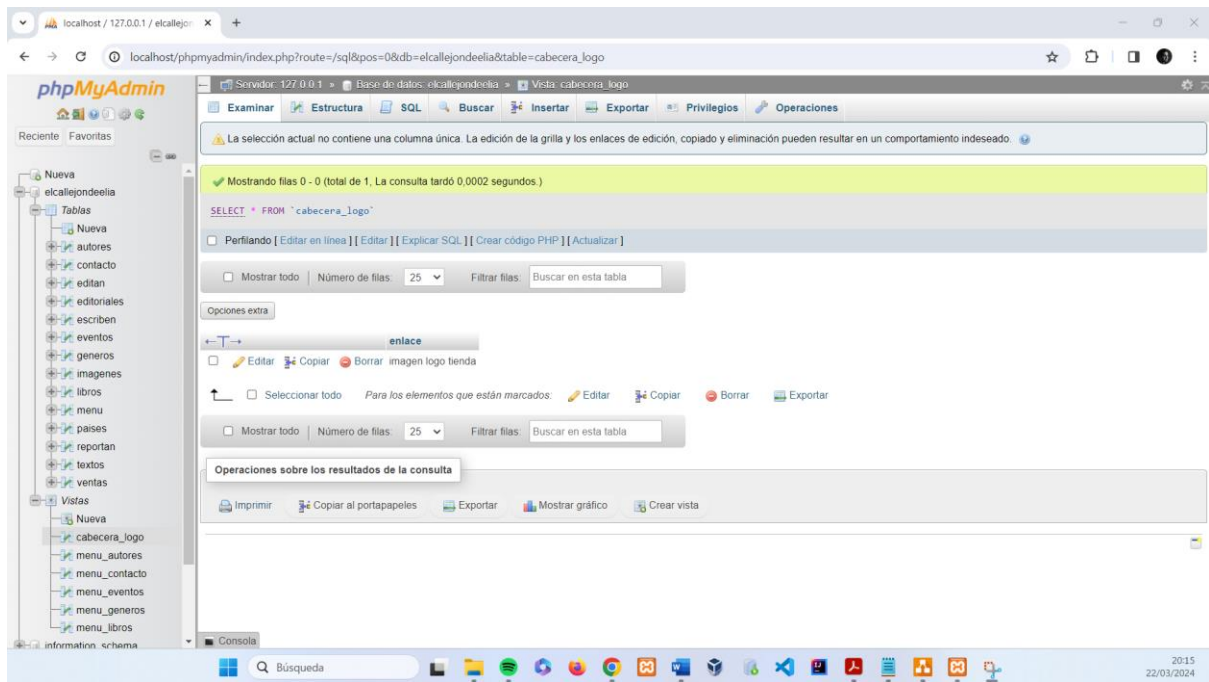 localhost / 127.0.0.1 / elcallejon
localhost/phpmyadmin/index.php?route=/sql&pos=0&db=elcallejondeelia&table=cabecera_logo
phpMyAdmin
Reciente Favoritas
Nueva
elcallejondeelia
Tablas
Nueva
autores
contacto
editan
editoriales
escriben
eventos
generos
imagenes
libros
menu
paises
reportan
textos
ventas
Vistas
Nueva
cabecera_logo
menu_autores
menu_contacto
menu_eventos
menu_generos
menu_libros
information_schema
Servidor: 127.0.0.1 » Base de datos: elcallejondeelia » Vista: cabecera_logo
Examinar Estructura SQL Buscar Insertar Exportar Privilegios Operaciones
La selección actual no contiene una columna única. La edición de la grilla y los enlaces de edición, copiado y eliminación pueden resultar en un comportamiento indeseado.
Mostrando filas 0 - 0 (total de 1, La consulta tardó 0,0002 segundos.)
SELECT * FROM `cabecera_logo`
Perfilando [ Editar en línea ] [ Editar ] [ Explicar SQL ] [ Crear código PHP ] [ Actualizar ]
Mostrar todo | Número de filas: 25 Filtrar filas: Buscar en esta tabla
Opciones extra
←T→ enlace
Editar Copiar Borrar imagen logo tienda
Seleccionar todo Para los elementos que están marcados: Editar Copiar Borrar Exportar
Mostrar todo | Número de filas: 25 Filtrar filas: Buscar en esta tabla
Operaciones sobre los resultados de la consulta
Imprimir Copiar al portapapeles Exportar Mostrar gráfico Crear vista
Consola
Búsqueda
20:15
22/03/2024